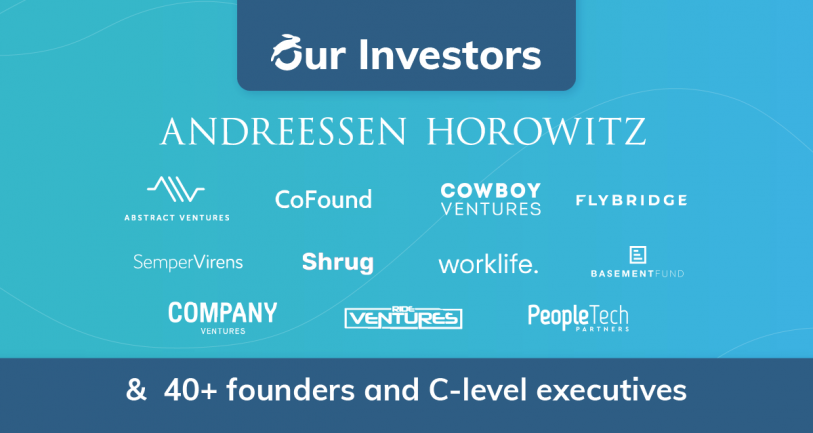 Our Investors
ANDREESSEN HOROWITZ
ABSTRACT VENTURES
CoFound
COWBOY
VENTURES
FLYBRIDGE
SemperVirens
Shrug
worklife.
BASEMENTFUND
COMPANY
VENTURES
RIDE
VENTURES
PeopleTech
PARTNERS
& 40+ founders and C-level executives